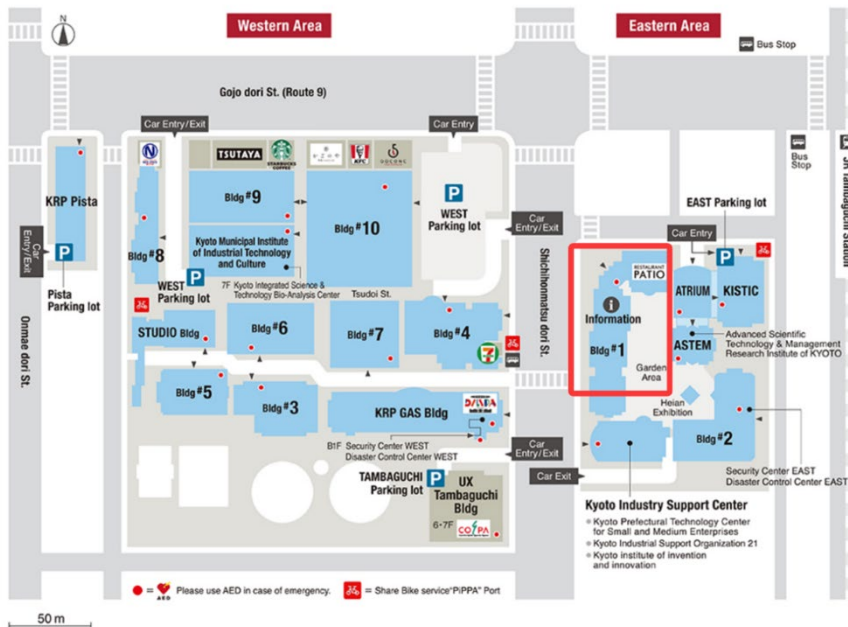 Western Area
Eastern Area
N
Bus Stop
Gojo dori St. (Route 9)
Car Entry/Exit
Car Entry
TSUTAYA
STARBUCKS
COFFEE
KFC
KRP Pista
Bldg #9
Bldg #10
Bldg #8
P
WEST
Parking lot
Car
Entry/Exit
Bus
Stop
JR Tambaguchi Station
EAST Parking lot
Car Entry
P
Car
Entry/Exit
P
Pista
Parking lot
Kyoto Municipal Institute
of Industrial Technology
and Culture
WEST
Parking lot
P
7F Kyoto Integrated Science &
Technology Bio-Analysis Center
Tsudoi St.
Shichihonmatsu dori St.
RESTAURANT
PATIO
ATRIUM
KISTIC
i
Information
Onmae dori St.
STUDIO Bldg
Bldg #6
Bldg #7
Bldg #4
7
Bldg #1
ASTEM
Advanced Scientific
Technology & Management
Research Institute of KYOTO
Garden
Area
Bldg #5
Bldg #3
KRP GAS Bldg
Heian
Exhibition
Bldg #2
B1F Security Center WEST
Disaster Control Center WEST
Car
Entry/Exit
Car Exit
Security Center EAST
Disaster Control Center EAST
TAMBAGUCHI
Parking lot
P
UX
Tambaguchi
Bldg
6・7F
Kyoto Industry Support Center
Kyoto Prefectural Technology Center
for Small and Medium Enterprises
Kyoto Industrial Support Organization 21
Kyoto institute of invention
and innovation
= AED Please use AED in case of emergency.
= Share Bike service"PiPPA" Port
50 m